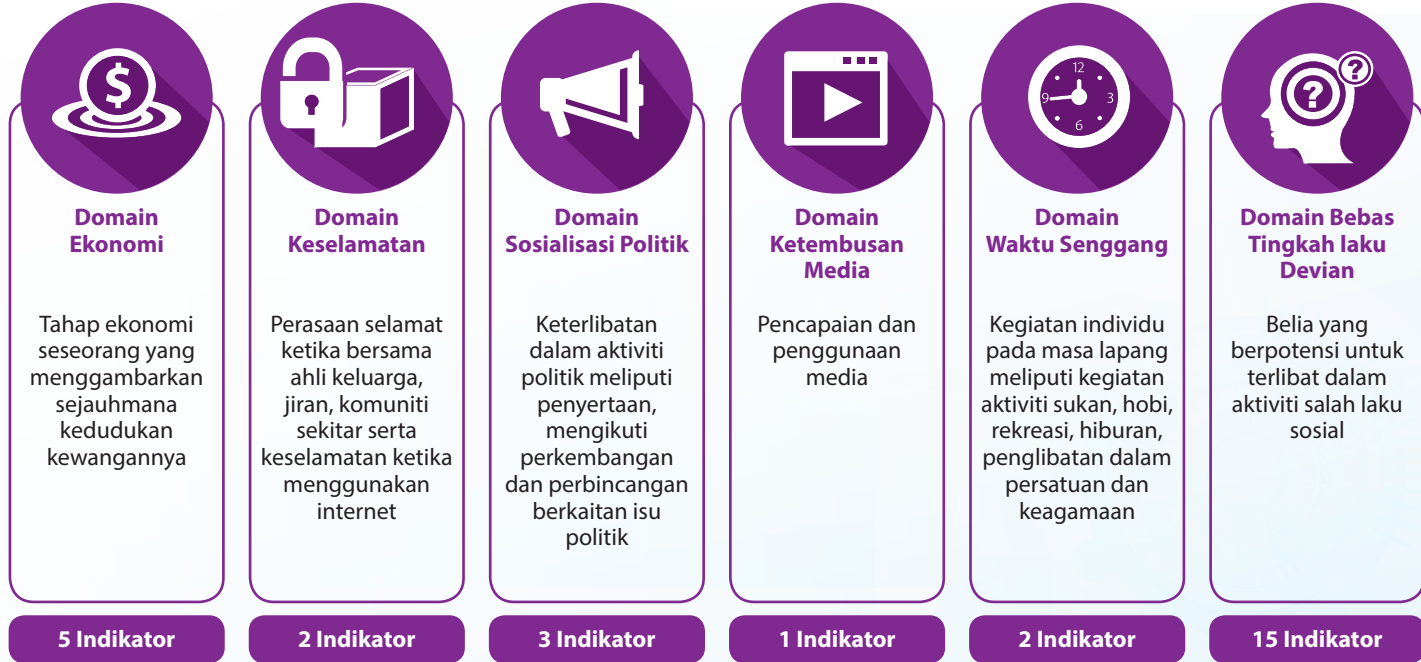 $
Domain
Ekonomi
Tahap ekonomi
seseorang yang
menggambarkan
sejauhmana
kedudukan
kewangannya
5 Indikator
Domain
Keselamatan
Perasaan selamat
ketika bersama
ahli keluarga,
jiran, komuniti
sekitar serta
keselamatan ketika
menggunakan
internet
2 Indikator
Domain
Sosialisasi Politik
Keterlibatan
dalam aktiviti
politik meliputi
penyertaan,
mengikuti
perkembangan
dan perbincangan
berkaitan isu
politik
3 Indikator
Domain
Ketembusan
Media
Pencapaian dan
penggunaan
media
1 Indikator
12
9
3
6
Domain
Waktu Senggang
Kegiatan individu
pada masa lapang
meliputi kegiatan
aktiviti sukan, hobi,
rekreasi, hiburan,
penglibatan dalam
persatuan dan
keagamaan
2 Indikator
?
?
Domain Bebas
Tingkah laku
Devian
Belia yang
berpotensi untuk
terlibat dalam
aktiviti salah laku
sosial
15 Indikator